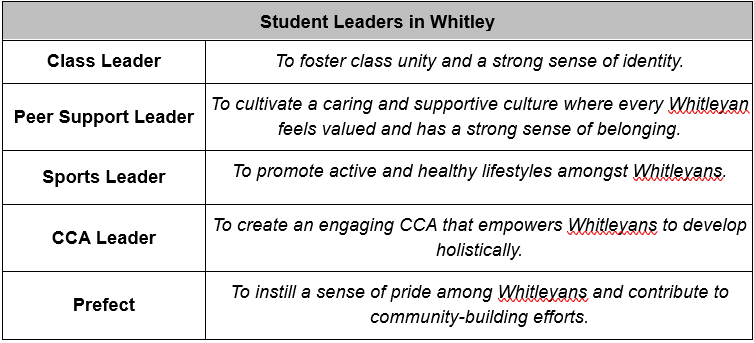 Student Leaders in Whitley
Class Leader
To foster class unity and a strong sense of identity.
Peer Support Leader
To cultivate a caring and supportive culture where every Whitleyan
feels valued and has a strong sense of belonging.
Sports Leader
To promote active and healthy lifestyles amongst Whitleyans.
CCA Leader
To create an engaging CCA that empowers Whitleyans to develop
holistically.
Prefect
To instill a sense of pride among Whitleyans and contribute to
community-building efforts.